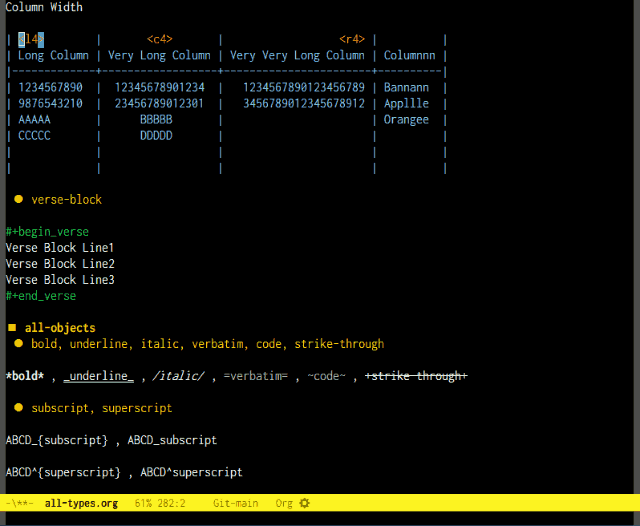 Column Width
| <l4> | <c4> | <r4> | |
| Long Column | Very Long Column | Very Very Long Column | Columnnn |
|-------------+------------------+-----------------------+----------|
| 1234567890 | 12345678901234 | 1234567890123456789 | Bannann |
| 9876543210 | 23456789012301 | 3456789012345678912 | Appllle |
| AAAAA | BBBBB | | Orangee |
| CCCCC | DDDDD | | |
| | | | |
| | | | |
● verse-block
#+begin_verse
Verse Block Line1
Verse Block Line2
Verse Block Line3
#+end_verse
■ all-objects
● bold, underline, italic, verbatim, code, strike-through
*bold* , _underline_ , /italic/ , =verbatim= , ~code~ , +strike through+
● subscript, superscript
ABCD_{subscript} , ABCD_subscript
ABCD^{superscript} , ABCD^superscript
-\**- all-types.org 61% 282:2 Git-main Org